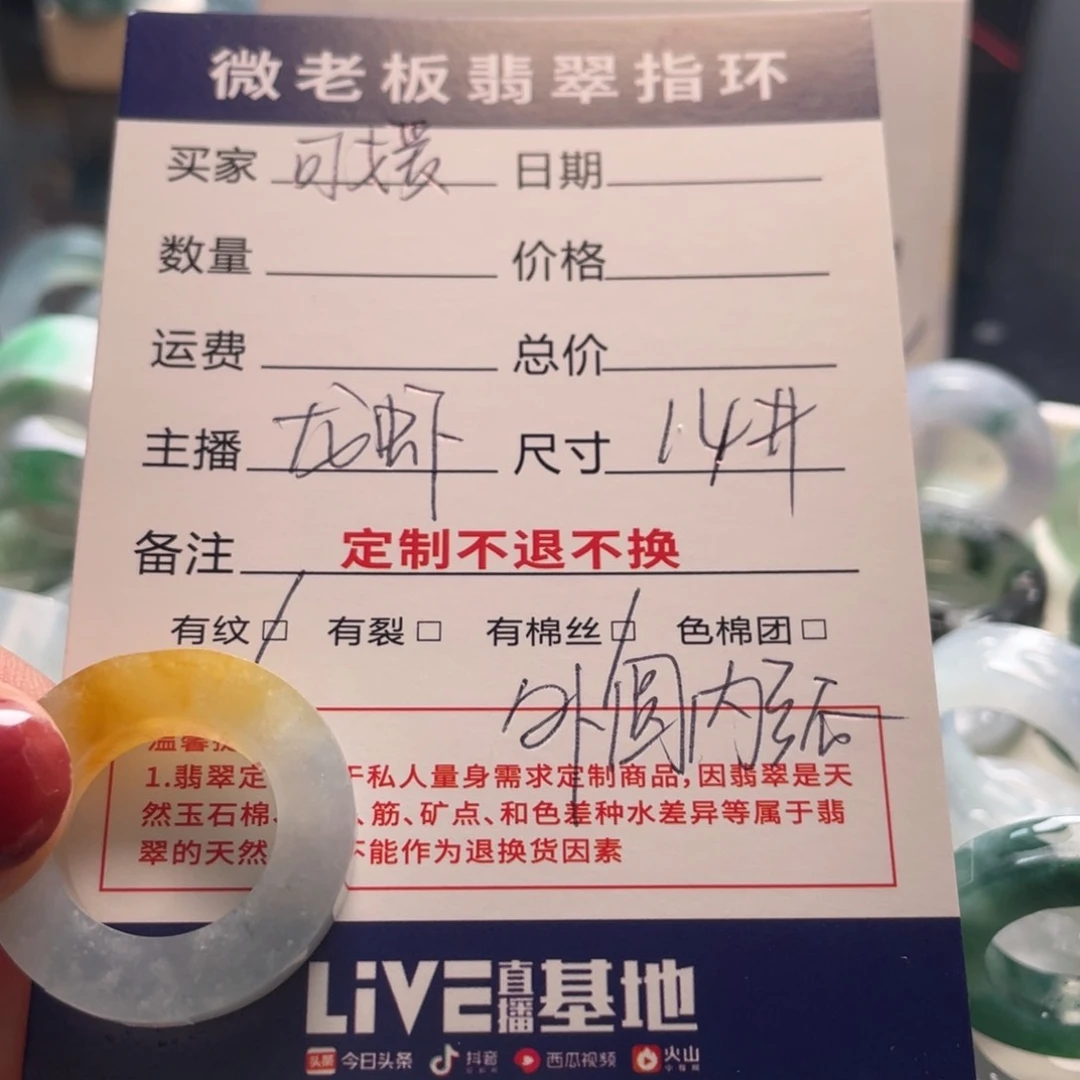 微老板翡翠指环
买家 可 日期
数量 价格
运费 总价
主播 龙虾 尺寸 14#
备注 定制不退不换
有纹 有裂 有棉丝 色棉团
外圆内
1.翡翠定 私人量身需求定制商品,因翡翠是天
然玉石棉 、筋、矿点、和色差种水差异等属于翡
翠的天然 不能作为退换货因素
LiVE直播基地
头条 今日头条 抖音 西瓜视频 火山